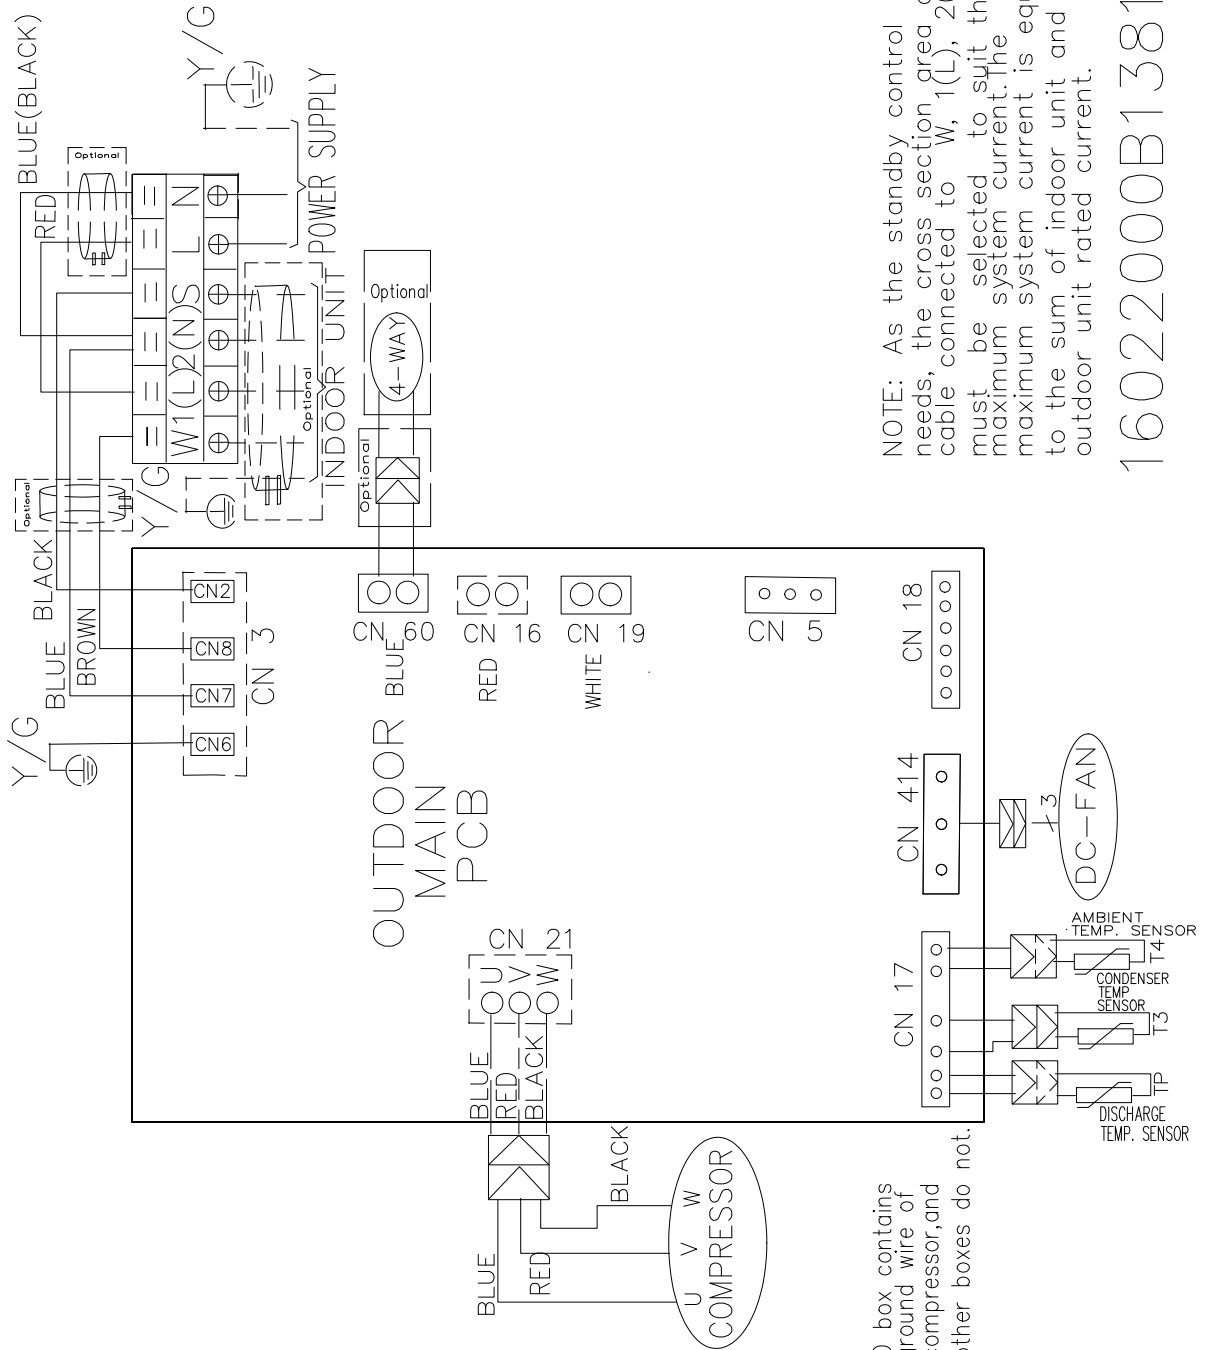 BLUE(BLACK)
RED
Optional
Y/G
POWER SUPPLY
N
L
S
2(N)
1(L)
W
Optional
INDOOR UNIT
Optional
Y/G
Optional
4-WAY
Optional
BLACK
BLUE
BROWN
Y/G
CN2
CN8
CN7
CN6
CN 3
CN 60
BLUE
CN 16
RED
CN 19
WHITE
CN 5
CN 18
OUTDOOR
MAIN
PCB
CN 414
3
DC-FAN
CN 21
U
V
W
BLUE
RED
BLACK
CN 17
AMBIENT
TEMP. SENSOR
T4
CONDENSER
TEMP
SENSOR
T3
TP
DISCHARGE
TEMP. SENSOR
BLUE
RED
BLACK
U V W
COMPRESSOR
box contains
ground wire of
compressor,and
other boxes do not.
NOTE: As the standby control
needs, the cross section area
cable connected to W, 1(L),
must be selected to suit
maximum system current.The
maximum system current is
to the sum of indoor unit and
outdoor unit rated current.
16022000B1381